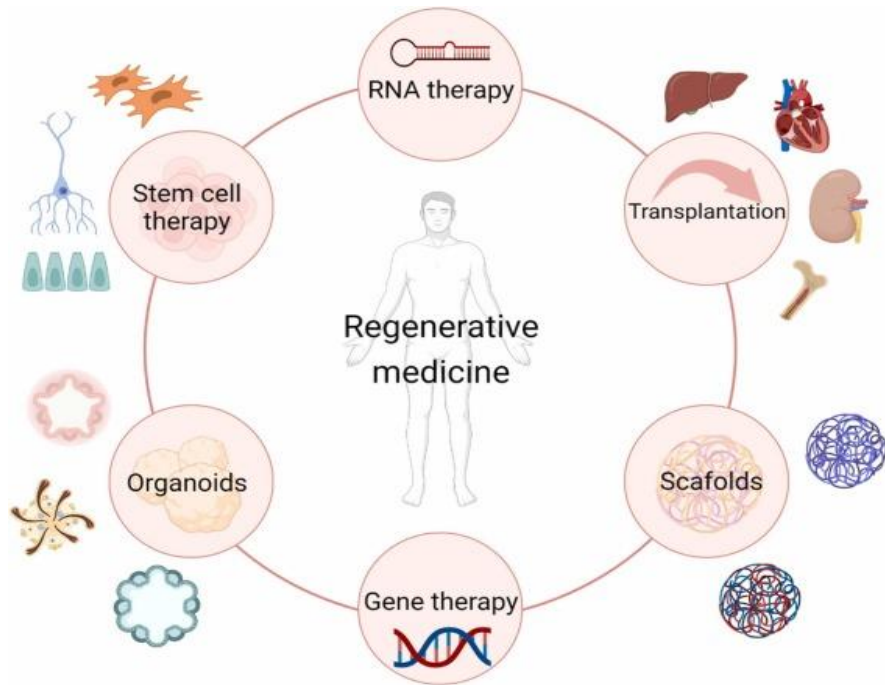 RNA therapy
Stem cell
therapy
Transplantation
Regenerative
medicine
Organoids
Scafolds
Gene therapy